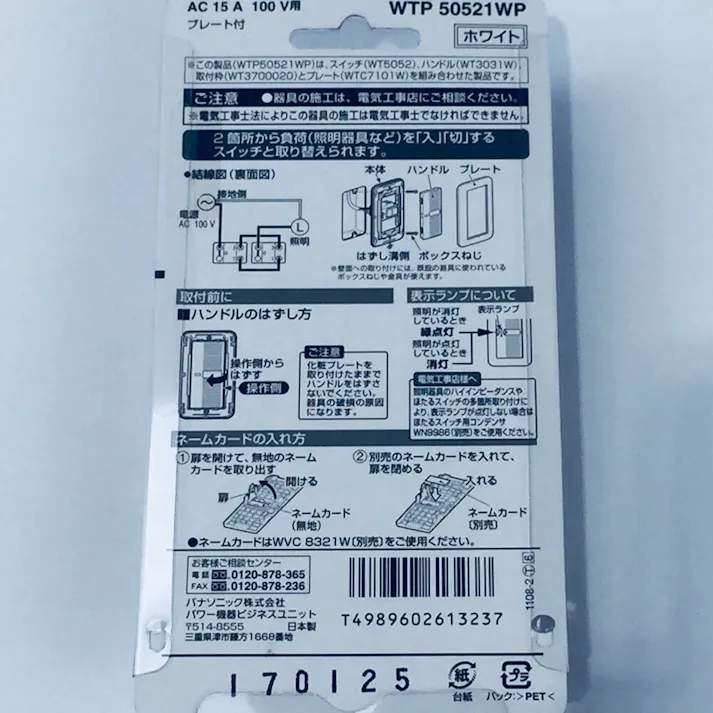 AC 15 A 100 V用
WTP 50521WP
プレート付
ホワイト
※この製品(WTP50521WP)は、スイッチ(WT5052)、ハンドル(WT3031W)
取付枠(WT3700020)とプレート(WTC7101W)を組み合わせた製品です。
ご注意 ●器具の施工は、電気工事店にご相談ください。
※電気工事士法によりこの器具の施工は電気工事士でなければできません。
2箇所から負荷(照明器具など)を「入」「切」する
スイッチと取り替えられます。
●結線図(裏面図)
接地側
電源
AC 100 V
L
照明
本体 ハンドル プレート
はずし溝側 ボックスねじ
※壁面への取り付けには、既設の器具に使われている
ボックスねじや金具が使えます。
取付前に
■ハンドルのはずし方
操作側から
はずす
操作側
ご注意
化粧プレートを
取り付けたままで
ハンドルをはずさ
ないでください。
器具の破損の原因
になります。
表示ランプについて
照明が消灯
しているとき
緑点灯
照明が点灯
しているとき
消灯
表示ランプ
電気工事店様へ
照明器具のハイインピーダンスや
ほたるスイッチの多箇所取り付けに
より、表示ランプが点灯しない場合は
ほたるスイッチ用コンデンサ
WN9986(別売)をご使用ください。
ネームカードの入れ方
①扉を開けて、無地のネーム
カードを取り出す
扉
開ける
ネームカード
(無地)
②別売のネームカードを入れて、
扉を閉める
入れる
ネームカード
(別売)
●ネームカードはWVC 8321W(別売)をご使用ください。
お客様ご相談センター
電話 0120-878-365
FAX 0120-878-236
パナソニック株式会社
パワー機器ビジネスユニット
〒514-8555 日本製
三重県津市藤方1668番地
T4989602613237
1108-2 T 6
170125
紙
台紙
プラ
パック:>PET<